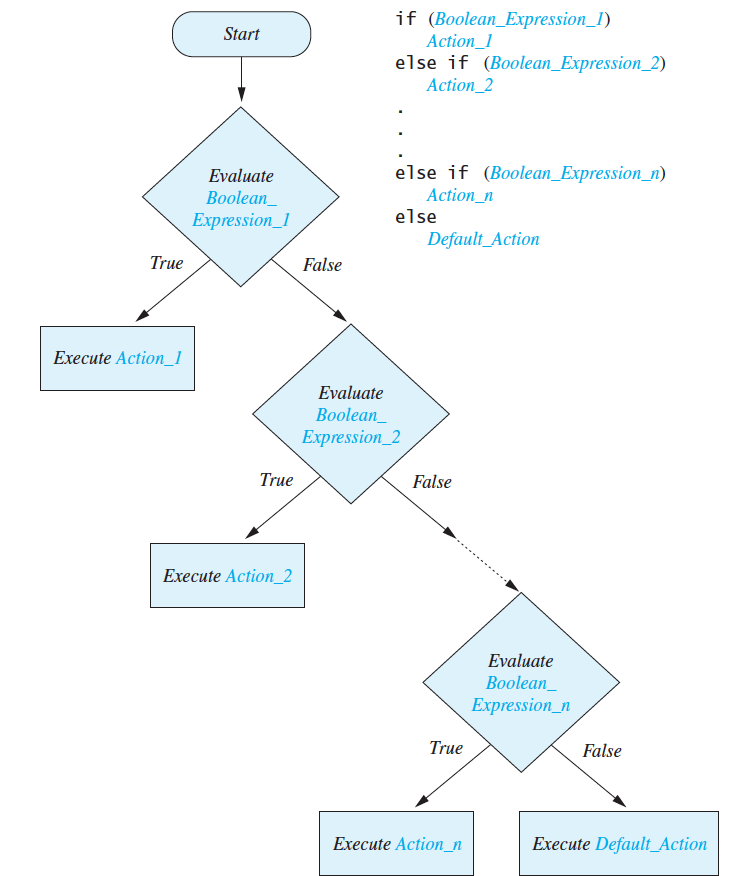 Start
if (Boolean_Expression_1)
Action_1
else if (Boolean_Expression_2)
Action_2
.
.
.
else if (Boolean_Expression_n)
Action_n
else
Default_Action
Evaluate
Boolean_
Expression_1
True
False
Execute Action_1
Evaluate
Boolean_
Expression_2
True
False
Execute Action_2
Evaluate
Boolean_
Expression_n
True
False
Execute Action_n
Execute Default_Action